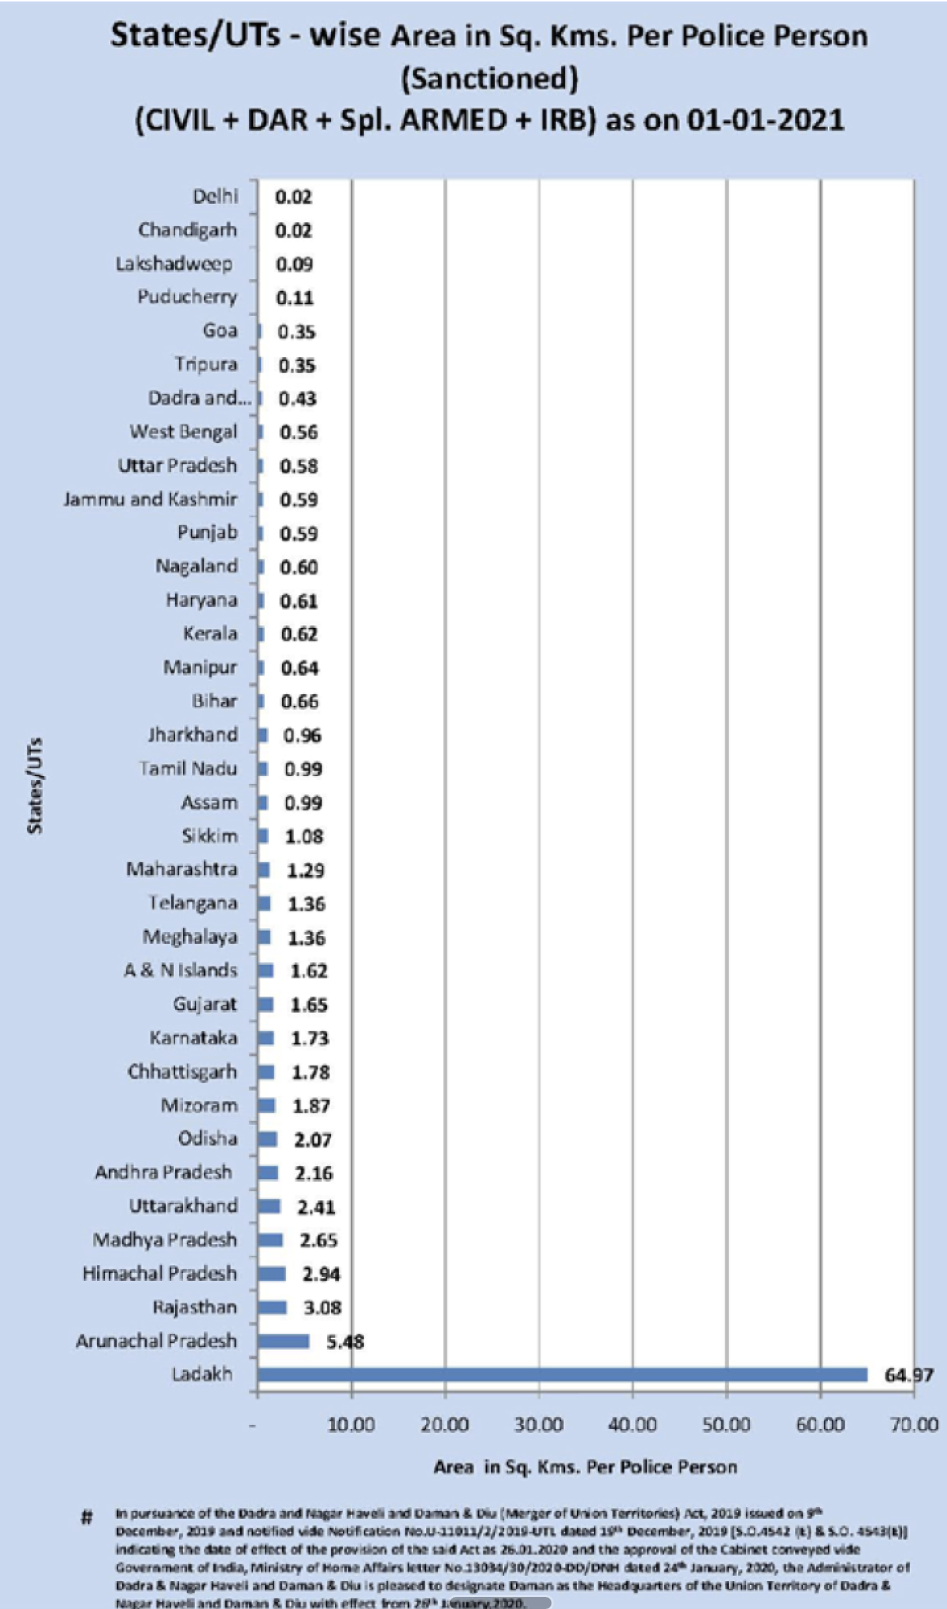 States/UTs - wise Area in Sq. Kms. Per Police Person
(Sanctioned)
(CIVIL + DAR + Spl. ARMED + IRB) as on 01-01-2021
Delhi 0.02
Chandigarh 0.02
Lakshadweep 0.09
Puducherry 0.11
Goa 0.35
Tripura 0.35
Dadra and... 0.43
West Bengal 0.56
Uttar Pradesh 0.58
Jammu and Kashmir 0.59
Punjab 0.59
Nagaland 0.60
Haryana 0.61
Kerala 0.62
Manipur 0.64
Bihar 0.66
Jharkhand 0.96
Tamil Nadu 0.99
Assam 0.99
Sikkim 1.08
Maharashtra 1.29
Telangana 1.36
Meghalaya 1.36
A & N Islands 1.62
Gujarat 1.65
Karnataka 1.73
Chhattisgarh 1.78
Mizoram 1.87
Odisha 2.07
Andhra Pradesh 2.16
Uttarakhand 2.41
Madhya Pradesh 2.65
Himachal Pradesh 2.94
Rajasthan 3.08
Arunachal Pradesh 5.48
Ladakh 64.97
States/UTs
- 10.00 20.00 30.00 40.00 50.00 60.00 70.00
Area in Sq. Kms. Per Police Person
# In pursuance of the Dadra and Nagar Haveli and Daman & Diu (Merger of Union Territories) Act, 2019 issued on 9th
December, 2019 and notified vide Notification No.U-11011/2/2019-UTL dated 19th December, 2019 [S.O.4542 (E) & S.O. 4543(E)]
indicating the date of effect of the provision of the said Act as 26.01.2020 and the approval of the Cabinet conveyed vide
Government of India, Ministry of Home Affairs letter No.13034/30/2020-DD/DNH dated 24th January, 2020, the Administrator of
Dadra & Nagar Haveli and Daman & Diu is pleased to designate Daman as the Headquarters of the Union Territory of Dadra &
Nagar Haveli and Daman & Diu with effect from 26th January,2020.